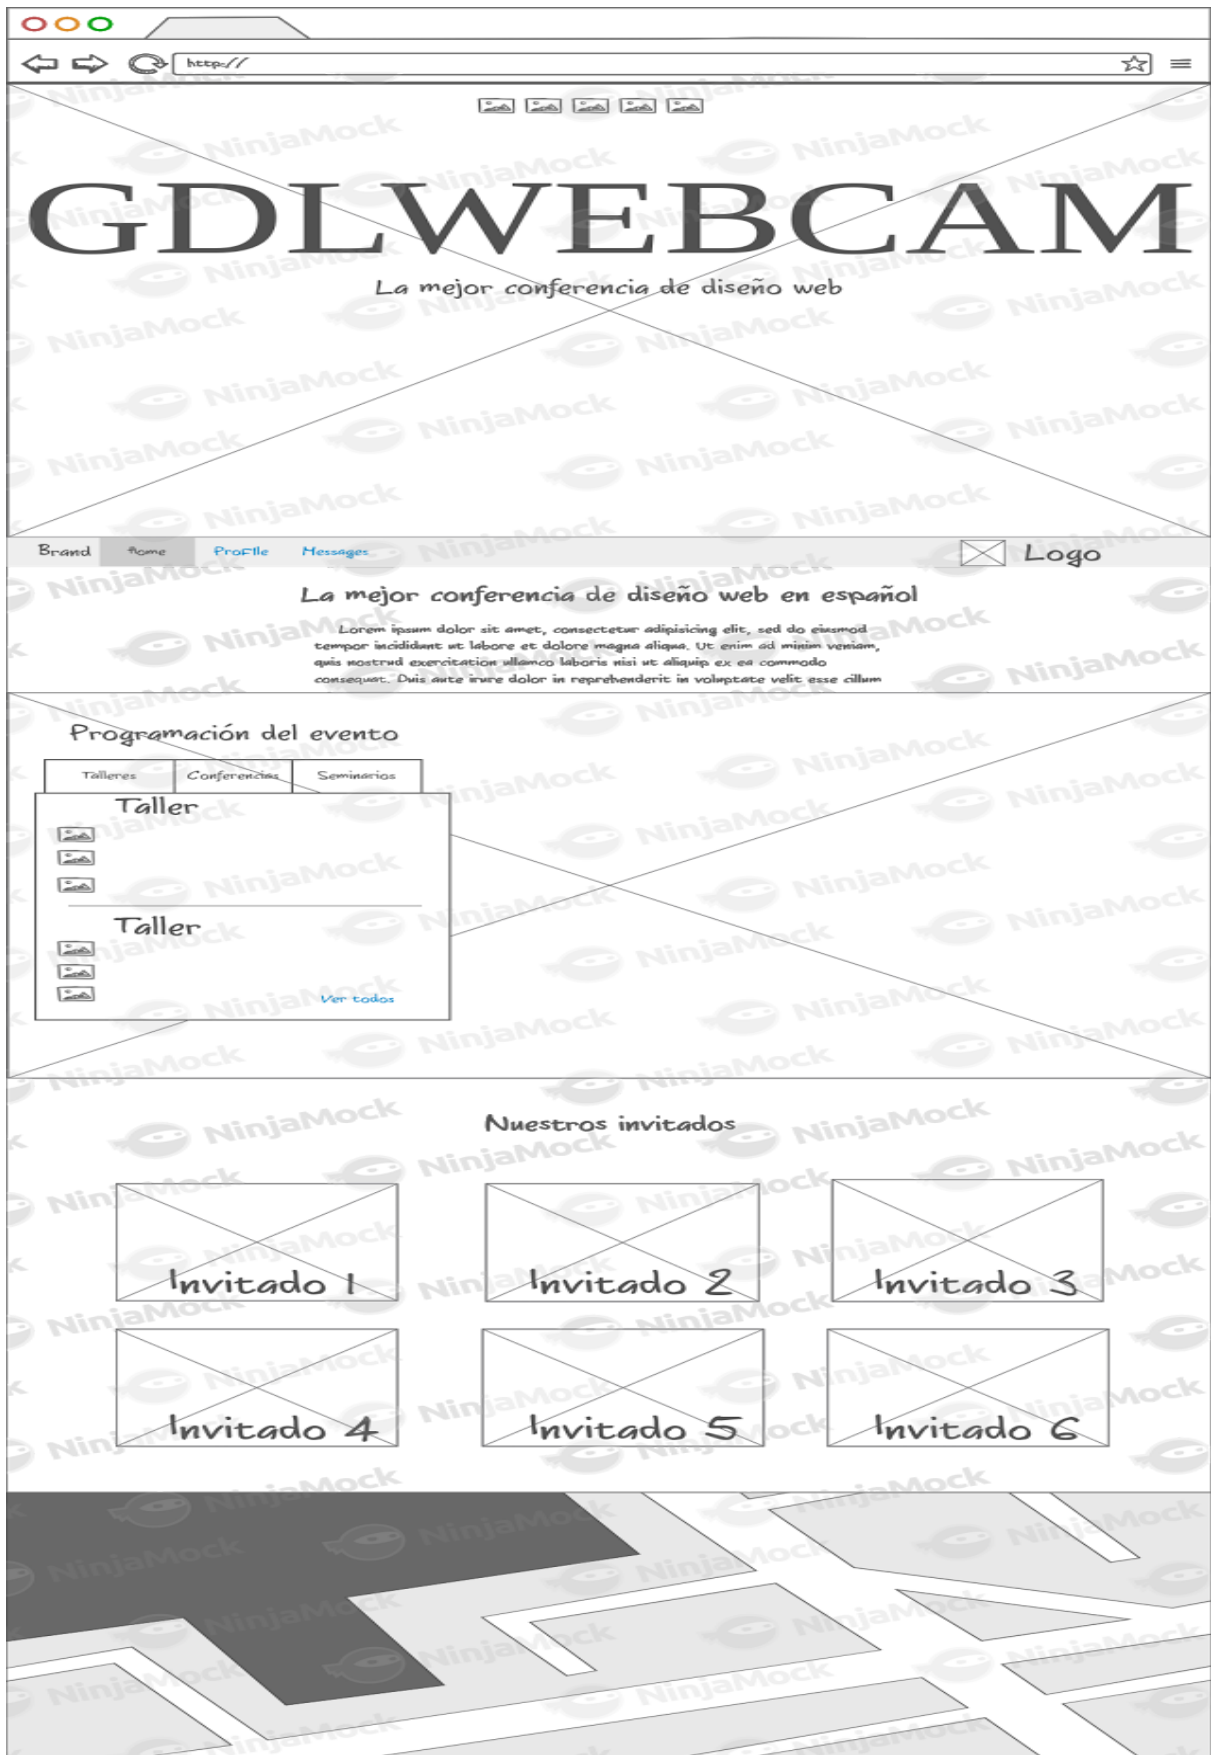 http://
GDLWEBCAM
La mejor conferencia de diseño web
Brand Home ProFIle Messages Logo
La mejor conferencia de diseño web en español
Lorem ipsum dolor sit amet, consectetur adipisicing elit, sed do eiusmod
tempor incididunt ut labore et dolore magna aliqua. Ut enim ad minim veniam,
quis nostrud exercitation ullamco laboris nisi ut aliquip ex ea commodo
consequat. Duis aute irure dolor in reprehenderit in voluptate velit esse cillum
Programación del evento
Talleres Conferencias Seminarios
Taller
Taller
Ver todos
Nuestros invitados
Invitado 1 Invitado 2 Invitado 3
Invitado 4 Invitado 5 Invitado 6
NinjaMock